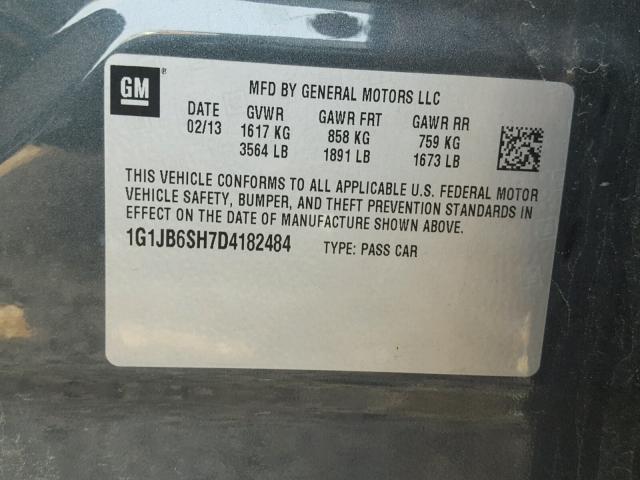 GM ®
MFD BY GENERAL MOTORS LLC
DATE GVWR GAWR FRT GAWR RR
02/13 1617 KG 858 KG 759 KG
3564 LB 1891 LB 1673 LB
THIS VEHICLE CONFORMS TO ALL APPLICABLE U.S. FEDERAL MOTOR
VEHICLE SAFETY, BUMPER, AND THEFT PREVENTION STANDARDS IN
EFFECT ON THE DATE OF MANUFACTURE SHOWN ABOVE.
1G1JB6SH7D4182484 TYPE: PASS CAR